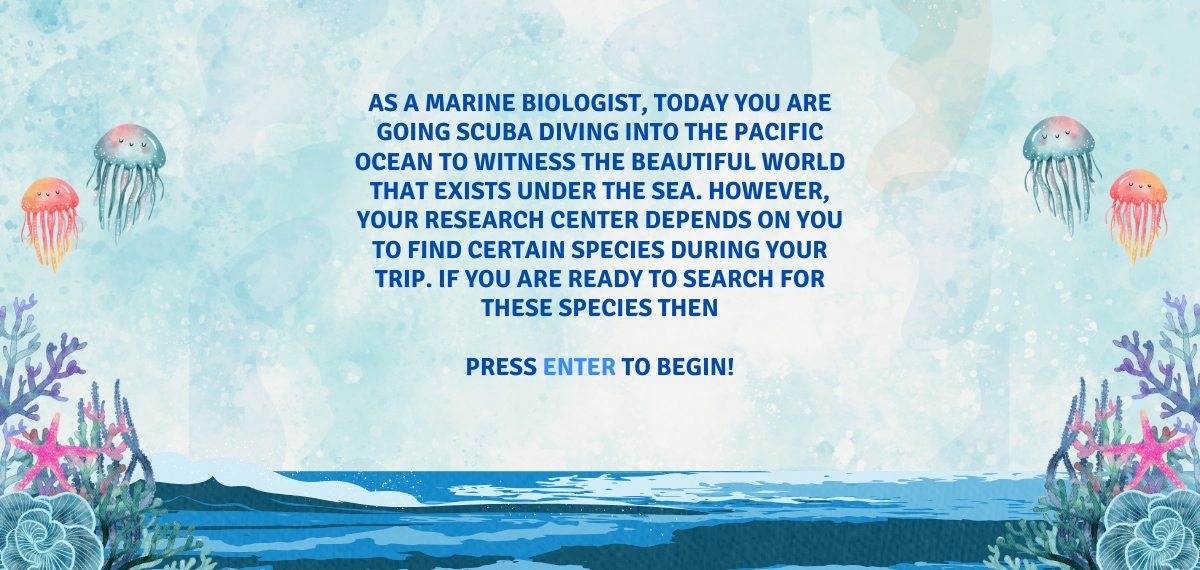 AS A MARINE BIOLOGIST, TODAY YOU ARE
GOING SCUBA DIVING INTO THE PACIFIC
OCEAN TO WITNESS THE BEAUTIFUL WORLD
THAT EXISTS UNDER THE SEA. HOWEVER,
YOUR RESEARCH CENTER DEPENDS ON YOU
TO FIND CERTAIN SPECIES DURING YOUR
TRIP. IF YOU ARE READY TO SEARCH FOR
THESE SPECIES THEN
PRESS ENTER TO BEGIN!